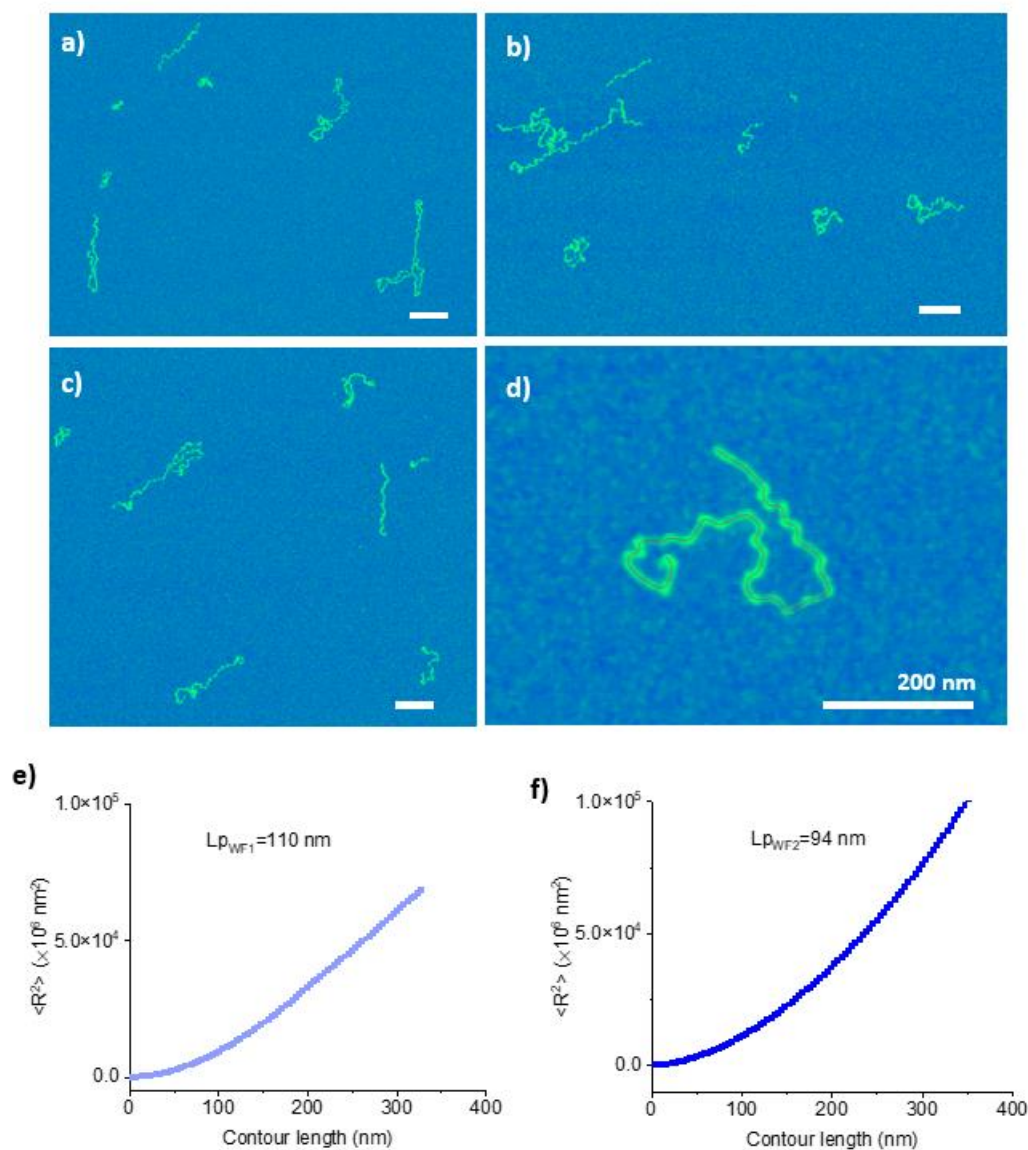 a)
b)
c)
d)
200 nm
e)
f)
1.0×10⁵
5.0×10⁴
0.0
<R²> (×10⁶ nm²)
Lp_WF1=110 nm
0
100
200
300
400
Contour length (nm)
1.0×10⁵
5.0×10⁴
0.0
<R²> (×10⁶ nm²)
Lp_WF2=94 nm
0
100
200
300
400
Contour length (nm)